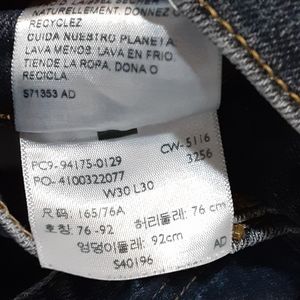 NATURELLEMENT. DONNEZ OU
RECYCLEZ
CUIDA NUESTRO PLANETA:
LAVA MENOS. LAVA EN FRIO.
TIENDE LA ROPA. DONA O
RECICLA
S71353 AD
PC9-94175-0129 CW-5116
PO- 4100322077 3256
W30 L30
尺码: 165/76A 허리둘레: 76 cm
호칭: 76 -92
엉덩이둘레: 92cm
S40196 AD